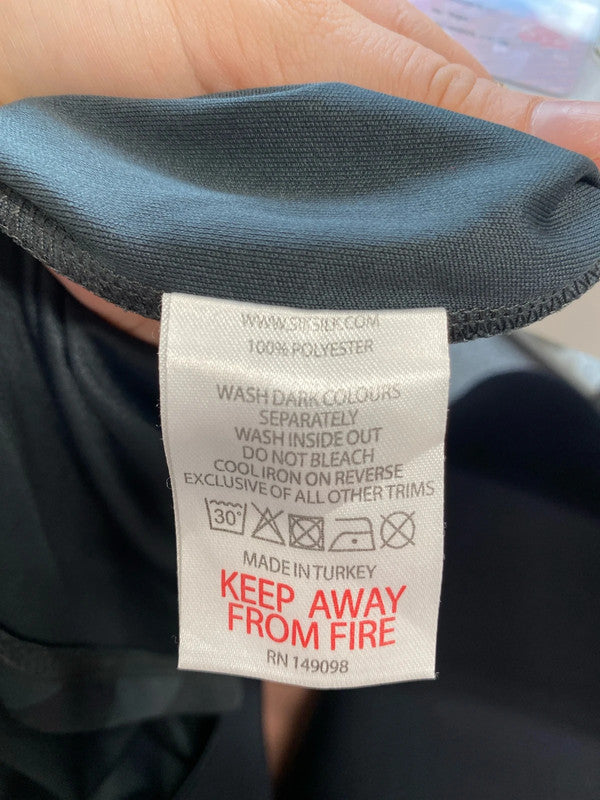 WWW.SIKSILK.COM
100% POLYESTER
WASH DARK COLOURS
SEPARATELY
WASH INSIDE OUT
DO NOT BLEACH
COOL IRON ON REVERSE
EXCLUSIVE OF ALL OTHER TRIMS
30°
MADE IN TURKEY
KEEP AWAY
FROM FIRE
RN 149098